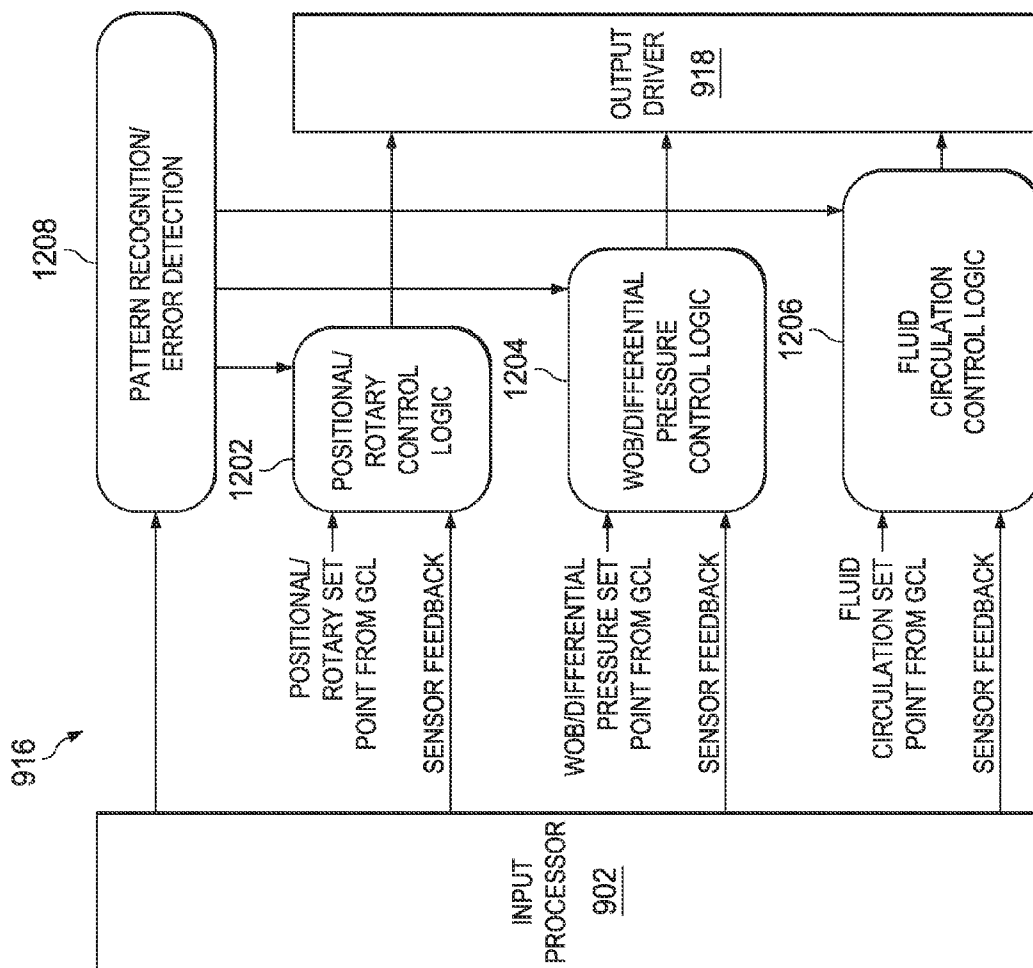 916
INPUT
PROCESSOR
902
1208
PATTERN RECOGNITION/
ERROR DETECTION
POSITIONAL/
ROTARY SET
POINT FROM GCL
SENSOR FEEDBACK
1202
POSITIONAL/
ROTARY
CONTROL
LOGIC
WOB/DIFFERENTIAL
PRESSURE SET
POINT FROM GCL
SENSOR FEEDBACK
1204
WOB/DIFFERENTIAL
PRESSURE
CONTROL LOGIC
FLUID
CIRCULATION SET
POINT FROM GCL
SENSOR FEEDBACK
1206
FLUID
CIRCULATION
CONTROL LOGIC
OUTPUT
DRIVER
918